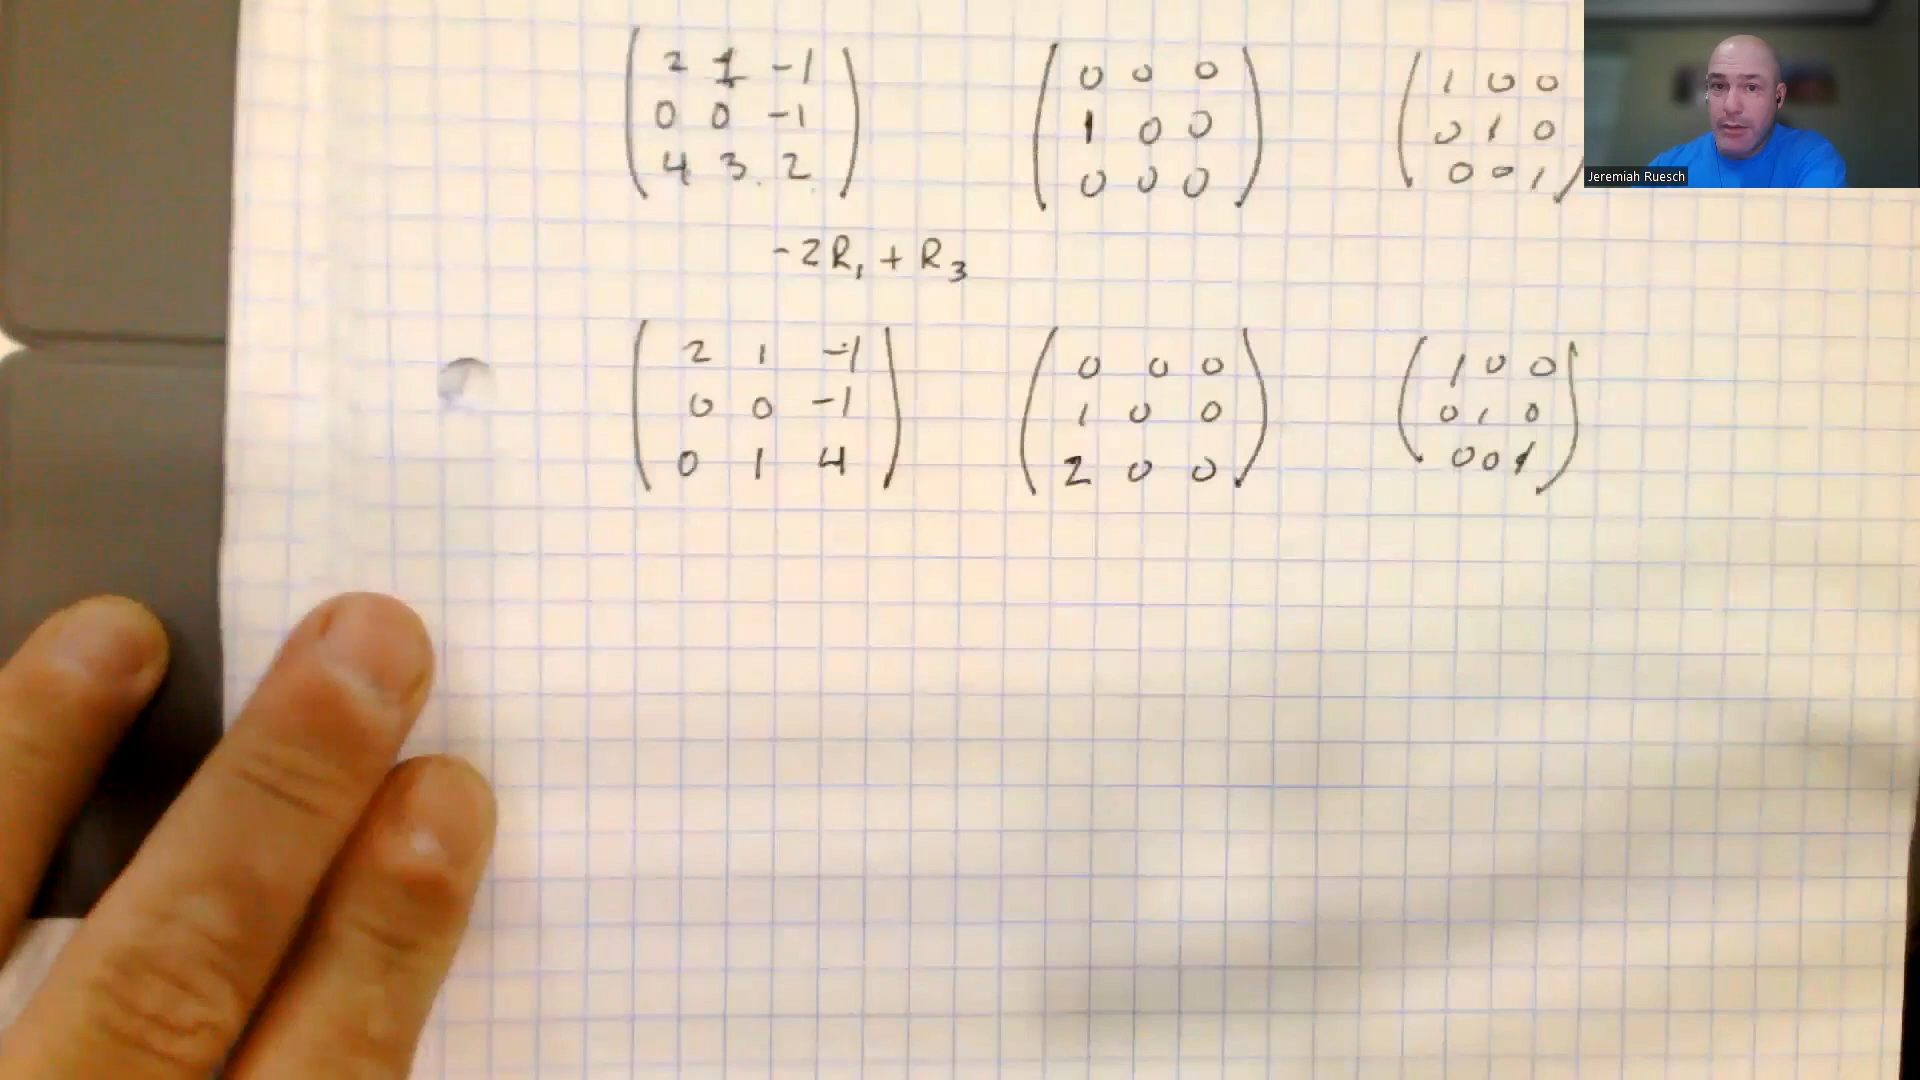 2 1 -1 0 0 0 1 0 0
0 0 -1 1 0 0 0 1 0
4 3 2 0 0 0 0 0 1
Jeremiah Ruesch
-2R₁ + R₃
2 1 -1 0 0 0 1 0 0
0 0 -1 1 0 0 0 1 0
0 1 4 2 0 0 0 0 1